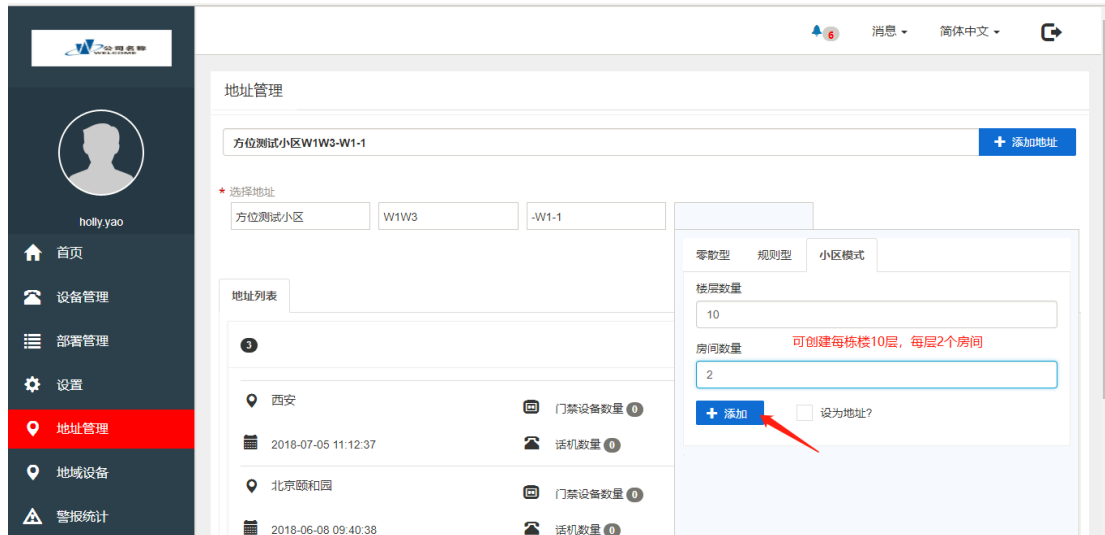 公司名称
WELCOME
6
消息
简体中文
holly.yao
首页
设备管理
部署管理
设置
地址管理
地域设备
警报统计
地址管理
方位测试小区W1W3-W1-1
添加地址
* 选择地址
方位测试小区
W1W3
-W1-1
零散型 规则型 小区模式
楼层数量
10
房间数量
可创建每栋楼10层，每层2个房间
2
添加
设为地址?
地址列表
3
西安
门禁设备数量 0
2018-07-05 11:12:37
话机数量 0
北京颐和园
门禁设备数量 0
2018-06-08 09:40:38
话机数量 0